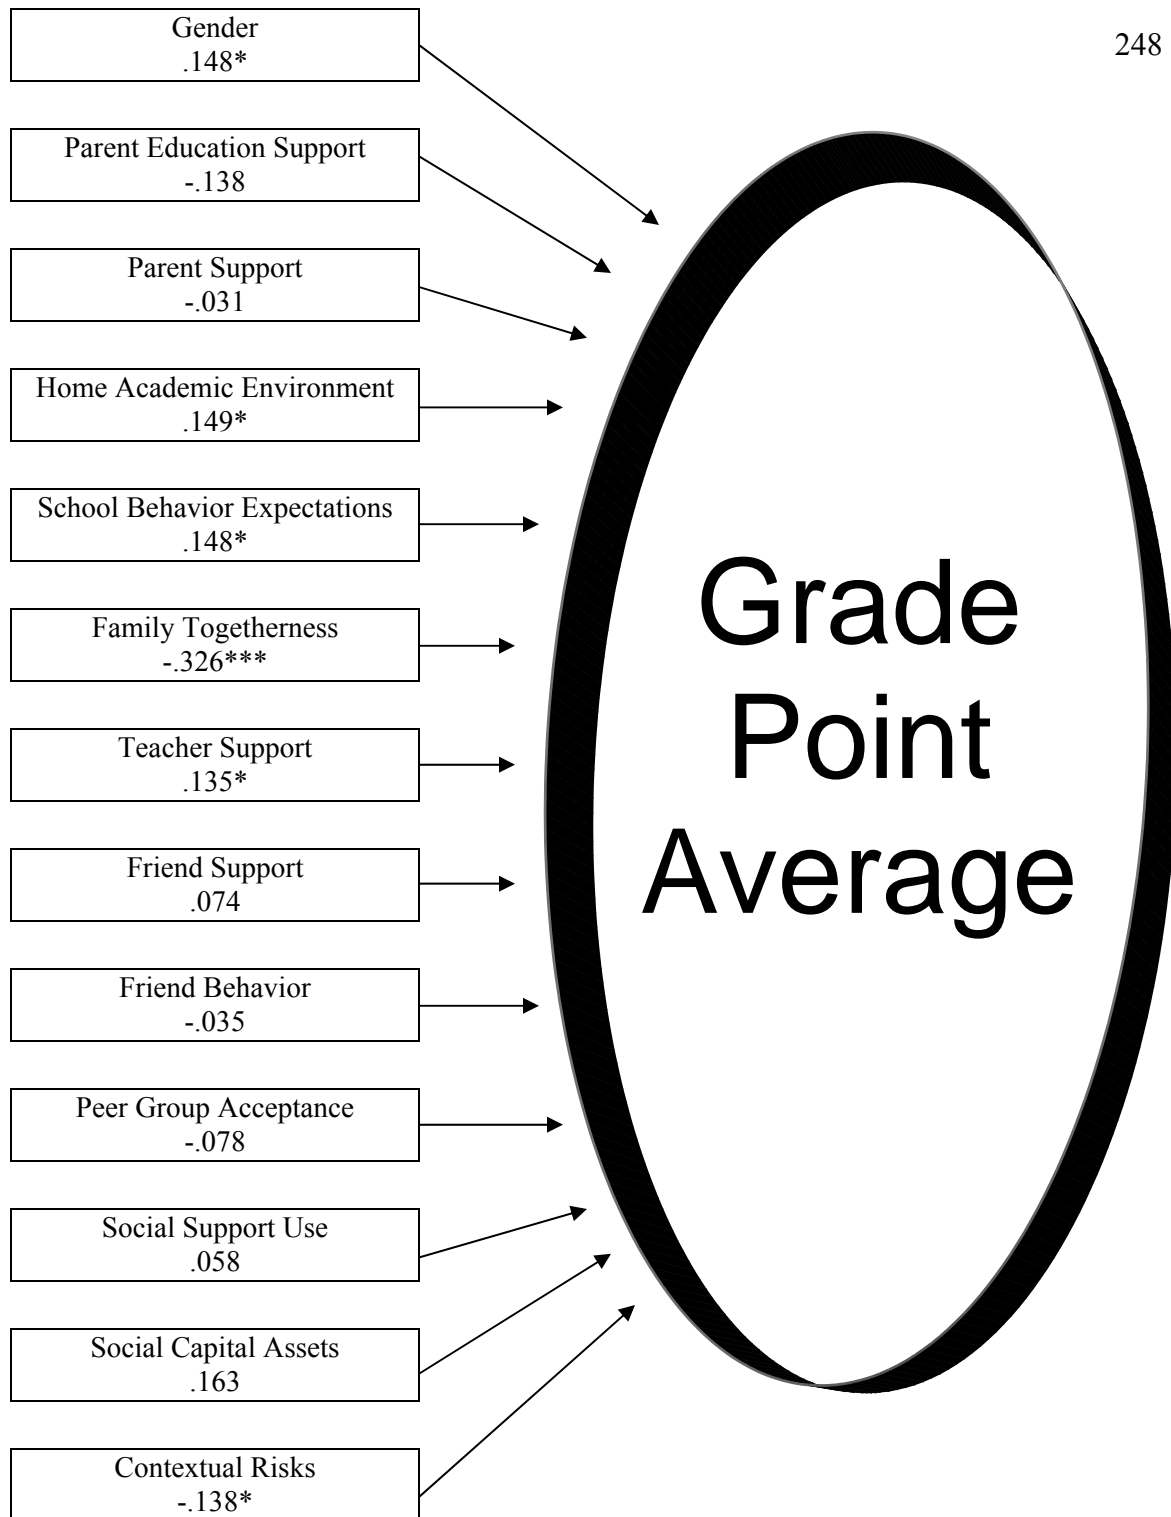 248
Gender
.148*
Parent Education Support
-.138
Parent Support
-.031
Home Academic Environment
.149*
School Behavior Expectations
.148*
Family Togetherness
-.326***
Teacher Support
.135*
Friend Support
.074
Friend Behavior
-.035
Peer Group Acceptance
-.078
Social Support Use
.058
Social Capital Assets
.163
Contextual Risks
-.138*
Grade
Point
Average